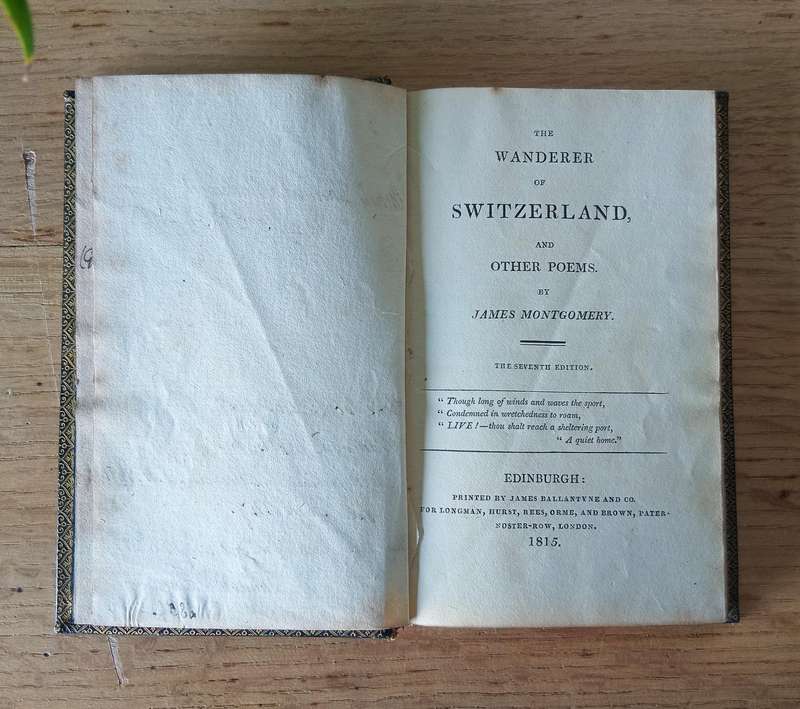 THE
WANDERER
OF
SWITZERLAND,
AND
OTHER POEMS.
BY
JAMES MONTGOMERY.
THE SEVENTH EDITION.
“ Though long of winds and waves the sport,
“ Condemned in wretchedness to roam,
“ LIVE!—thou shalt reach a sheltering port,
“ A quiet home.”
EDINBURGH:
PRINTED BY JAMES BALLANTYNE AND CO.
FOR LONGMAN, HURST, REES, ORME, AND BROWN, PATER-
NOSTER-ROW, LONDON.
1815.